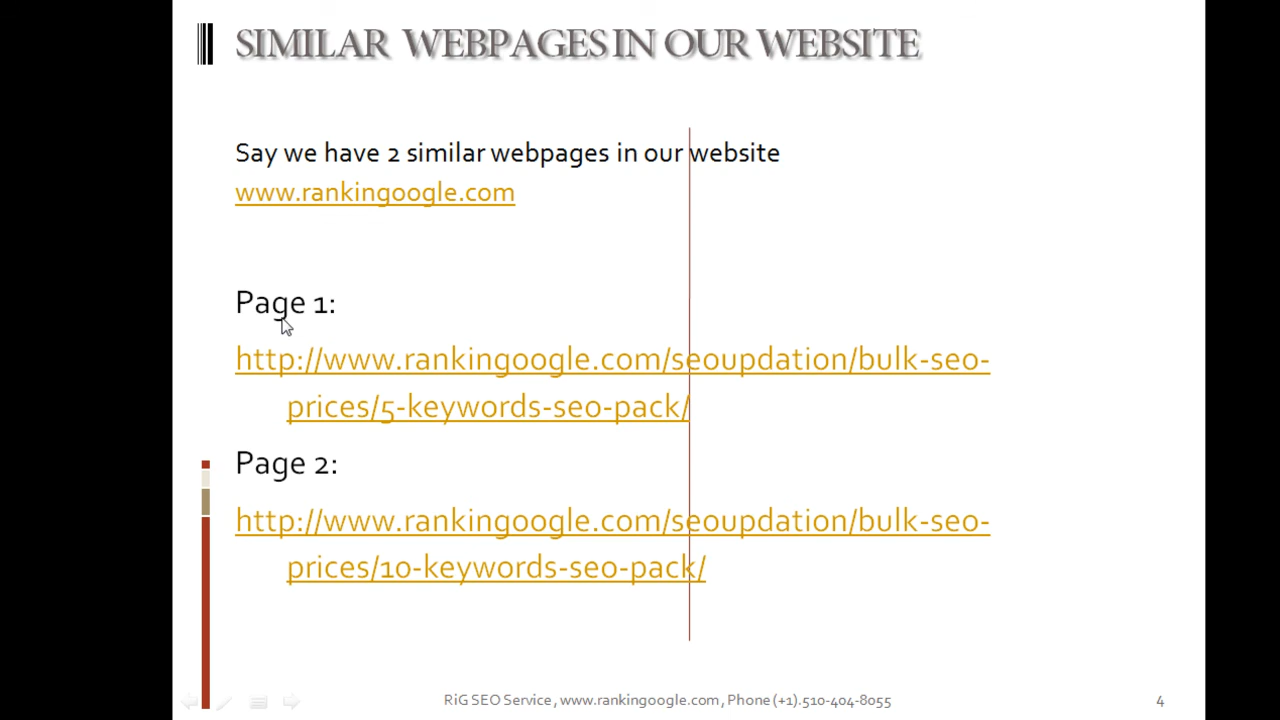 SIMILAR WEBPAGES IN OUR WEBSITE
Say we have 2 similar webpages in our website
www.rankingoogle.com
Page 1:
http://www.rankingoogle.com/seoupdation/bulk-seo-
prices/5-keywords-seo-pack/
Page 2:
http://www.rankingoogle.com/seoupdation/bulk-seo-
prices/10-keywords-seo-pack/
RiG SEO Service , www.rankingoogle.com , Phone (+1).510-404-8055
4